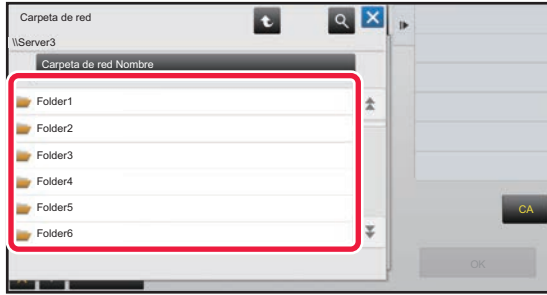 Carpeta de red
\\Server3
Carpeta de red Nombre
Folder1
Folder2
Folder3
Folder4
Folder5
Folder6
CA
OK